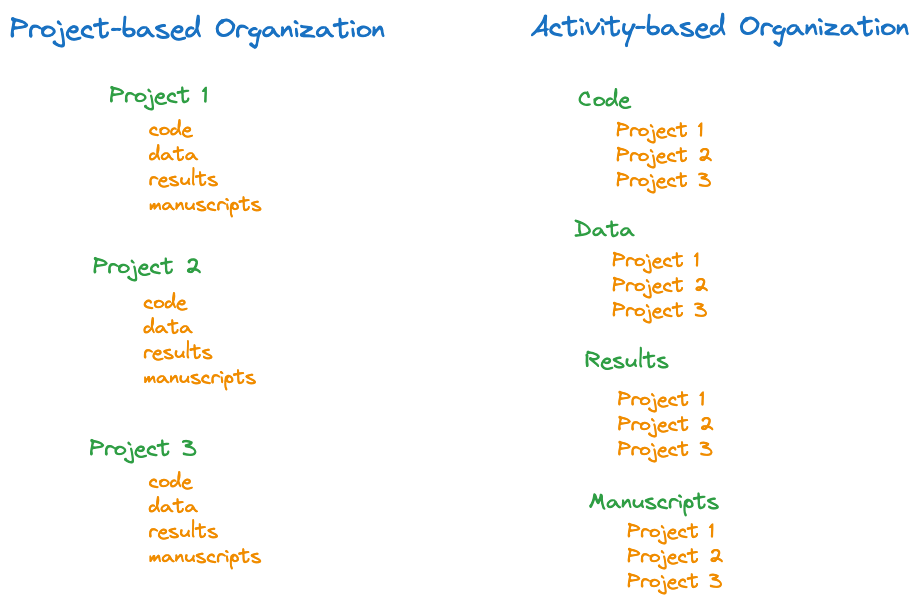 Project-based Organization
Project 1
code
data
results
manuscripts
Project 2
code
data
results
manuscripts
Project 3
code
data
results
manuscripts
Activity-based Organization
Code
Project 1
Project 2
Project 3
Data
Project 1
Project 2
Project 3
Results
Project 1
Project 2
Project 3
Manuscripts
Project 1
Project 2
Project 3